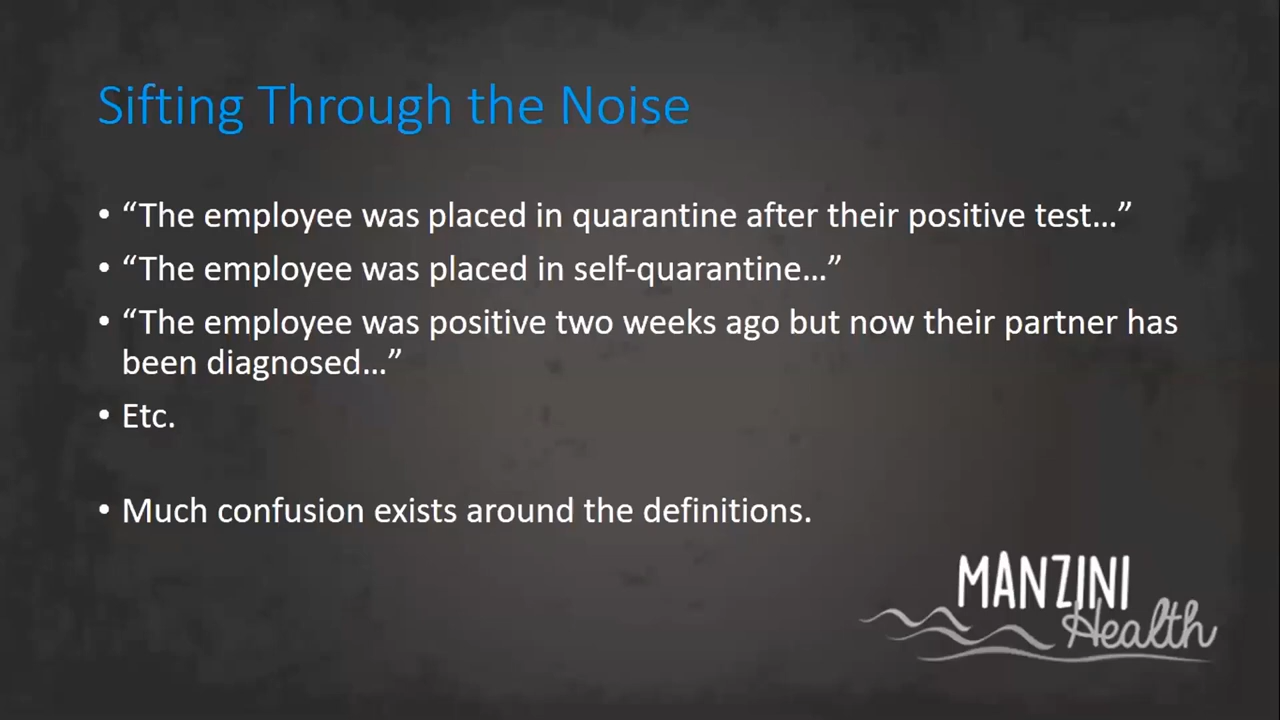 Sifting Through the Noise
• “The employee was placed in quarantine after their positive test…”
• “The employee was placed in self-quarantine…”
• “The employee was positive two weeks ago but now their partner has
been diagnosed…”
• Etc.
• Much confusion exists around the definitions.
MANZINI
Health